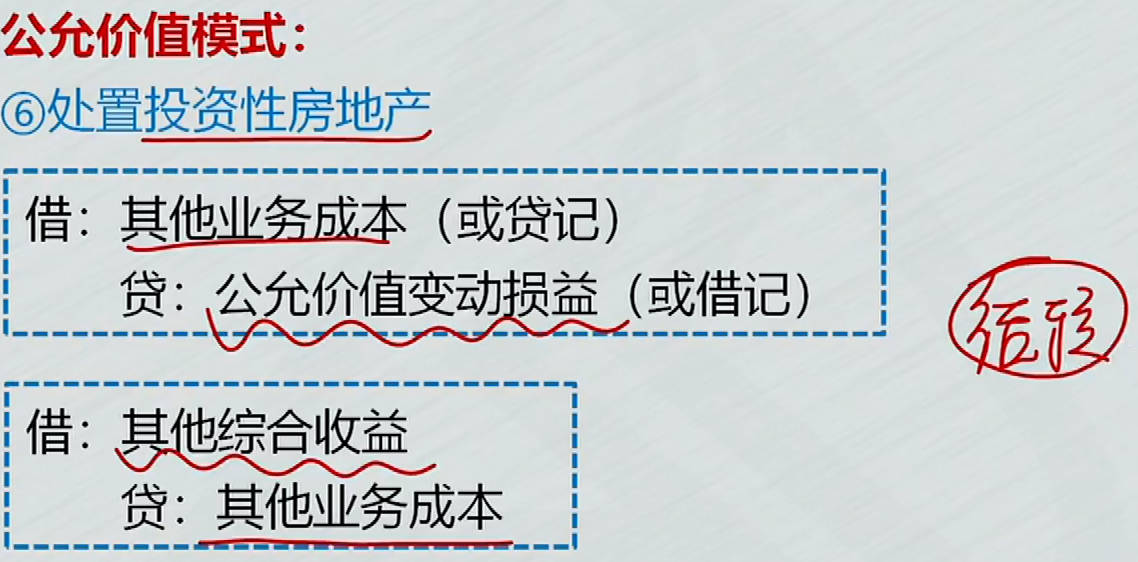 公允价值模式：
⑥处置投资性房地产
借：其他业务成本（或贷记）
贷：公允价值变动损益（或借记）
借：其他综合收益
贷：其他业务成本
结转